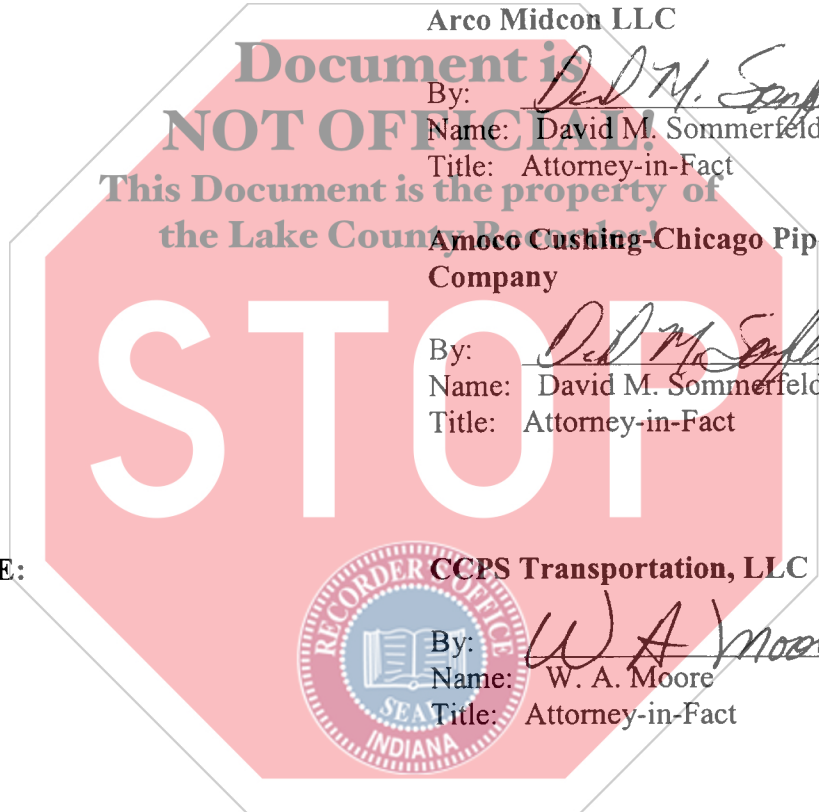 Arco Midcon LLC
Document is
By:
NOT OFFICIAL!
Name: David M. Sommerfeld
Title: Attorney-in-Fact
This Document is the property of
the Lake County Recorder!
Amoco Cushing-Chicago Pip
Company
STOP
By:
Name: David M. Sommerfeld
Title: Attorney-in-Fact
E:
CCPS Transportation, LLC
By: W A Moo
Name: W. A. Moore
Title: Attorney-in-Fact
RECORDER'S OFFICE
SEAL
INDIANA